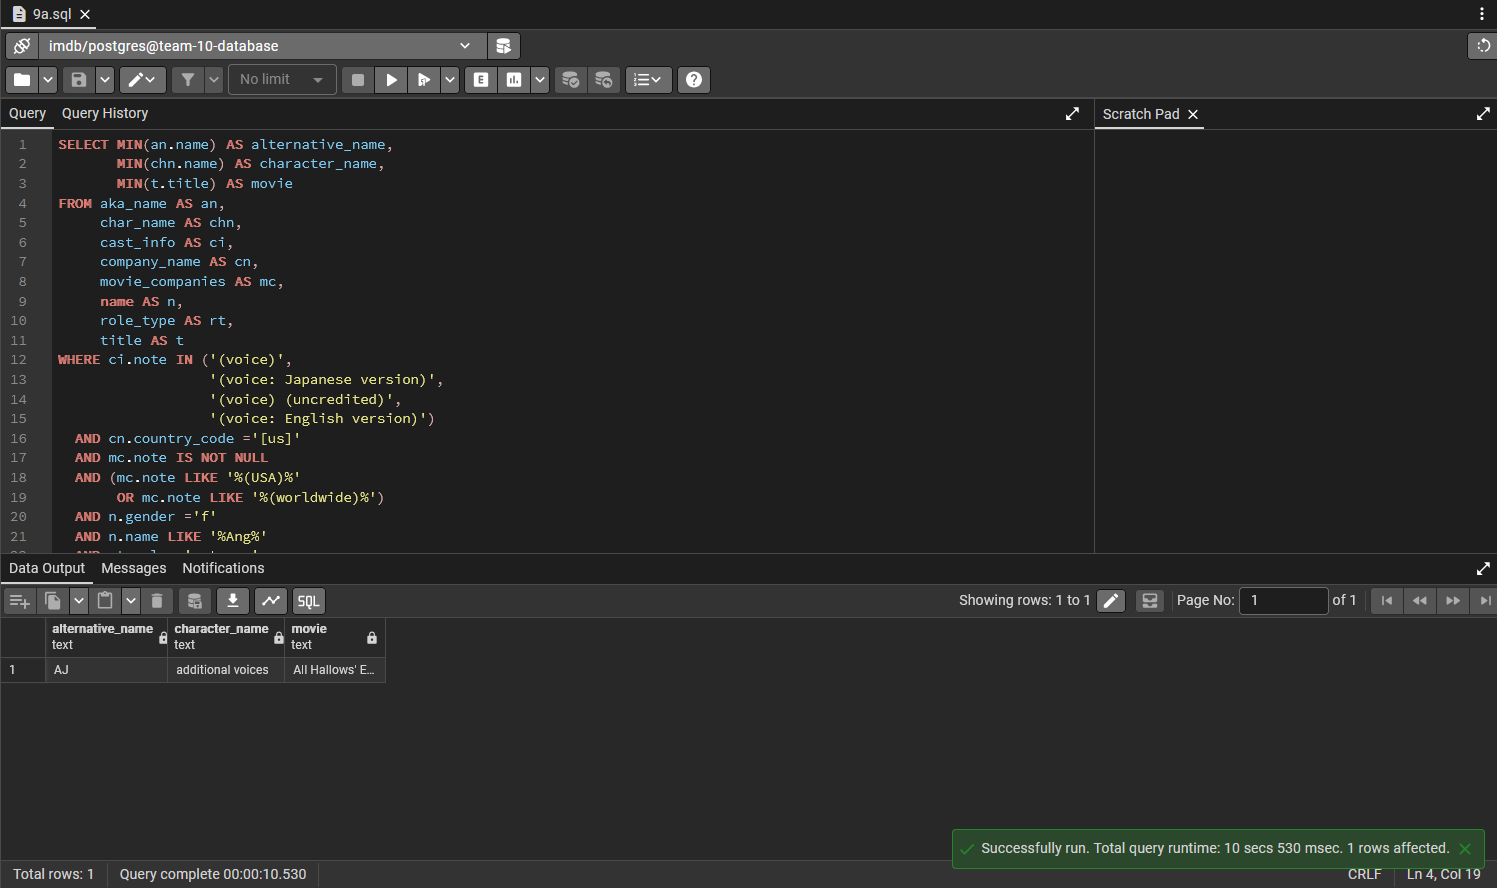 9a.sql
imdb/postgres@team-10-database
No limit
E
Query Query History
Scratch Pad
1 SELECT MIN(an.name) AS alternative_name,
2 MIN(chn.name) AS character_name,
3 MIN(t.title) AS movie
4 FROM aka_name AS an,
5 char_name AS chn,
6 cast_info AS ci,
7 company_name AS cn,
8 movie_companies AS mc,
9 name AS n,
10 role_type AS rt,
11 title AS t
12 WHERE ci.note IN ('(voice)',
13 '(voice: Japanese version)',
14 '(voice) (uncredited)',
15 '(voice: English version)')
16 AND cn.country_code ='[us]'
17 AND mc.note IS NOT NULL
18 AND (mc.note LIKE '%(USA)%'
19 OR mc.note LIKE '%(worldwide)%')
20 AND n.gender ='f'
21 AND n.name LIKE '%Ang%'
Data Output Messages Notifications
SQL
Showing rows: 1 to 1
Page No: 1 of 1
alternative_name character_name movie
text text text
1 AJ additional voices All Hallows' E...
Successfully run. Total query runtime: 10 secs 530 msec. 1 rows affected.
Total rows: 1 Query complete 00:00:10.530
CRLF Ln 4, Col 19